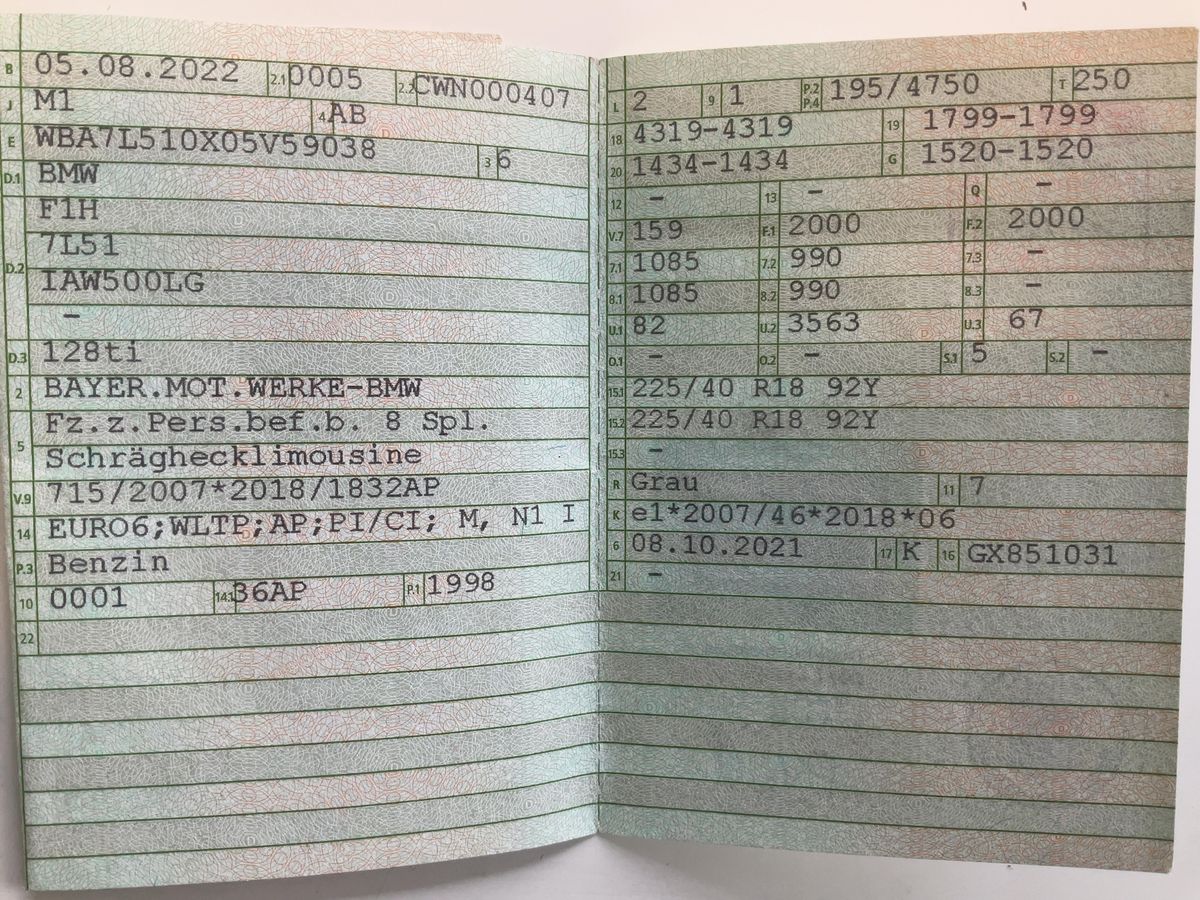 B 05.08.2022 2.1 0005 2.2 CWN000407
J M1 4 AB
E WBA7L510X05V59038 3 6
D.1 BMW
F1H
7L51
D.2 IAW500LG
–
D.3 128ti
2 BAYER.MOT.WERKE-BMW
Fz.z.Pers.bef.b. 8 Spl.
5 Schräghecklimousine
V.9 715/2007*2018/1832AP
14 EURO6;WLTP;AP;PI/CI; M, N1 I
P.3 Benzin
10 0001 14.1 36AP P.1 1998
22
L 2 9 1 P.2 P.4 195/4750 T 250
18 4319-4319 19 1799-1799
20 1434-1434 G 1520-1520
12 – 13 – Q –
V.7 159 F.1 2000 F.2 2000
7.1 1085 7.2 990 7.3 –
8.1 1085 8.2 990 8.3 –
U.1 82 U.2 3563 U.3 67
O.1 – O.2 – S.1 5 S.2 –
15.1 225/40 R18 92Y
15.2 225/40 R18 92Y
15.3 –
R Grau 11 7
K e1*2007/46*2018*06
6 08.10.2021 17 K 16 GX851031
21 –